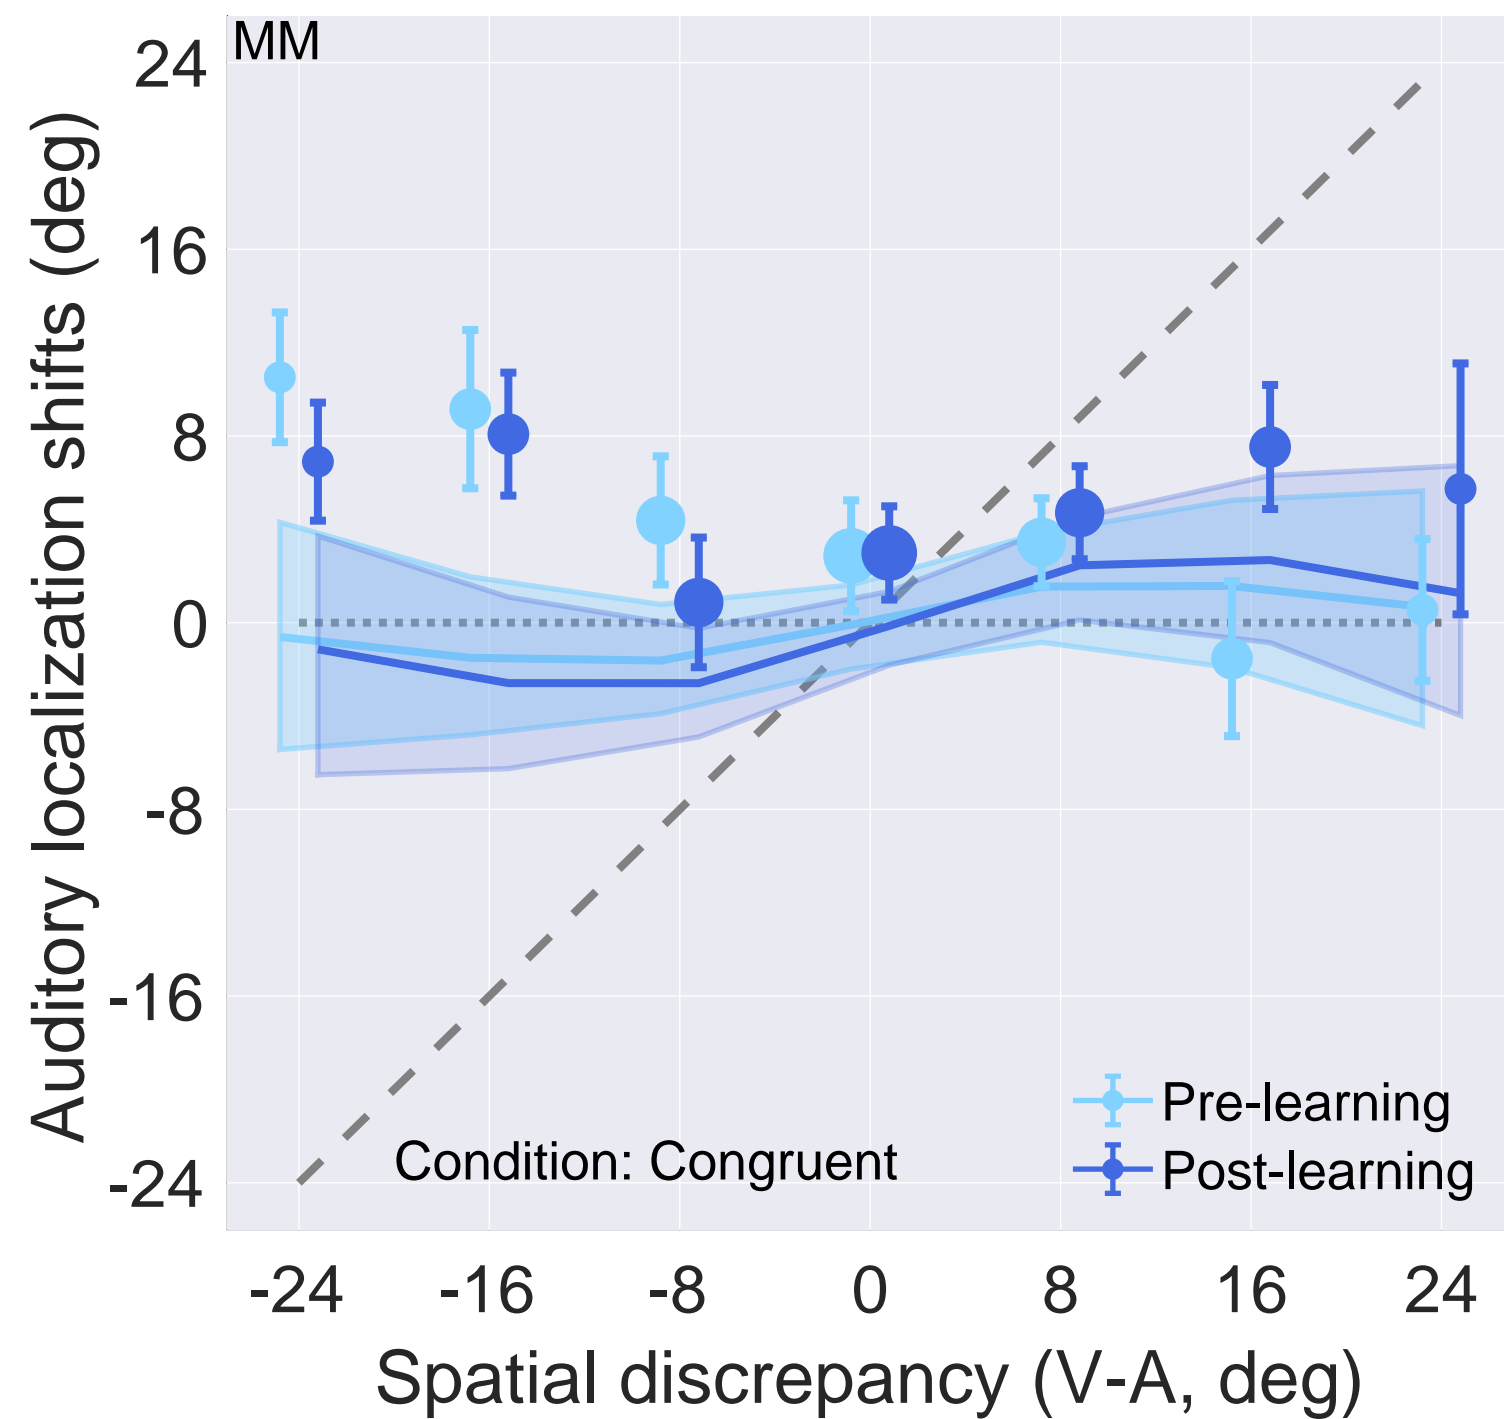 MM
Auditory localization shifts (deg)
24
16
8
0
-8
-16
-24
Condition: Congruent
Pre-learning
Post-learning
-24 -16 -8 0 8 16 24
Spatial discrepancy (V-A, deg)